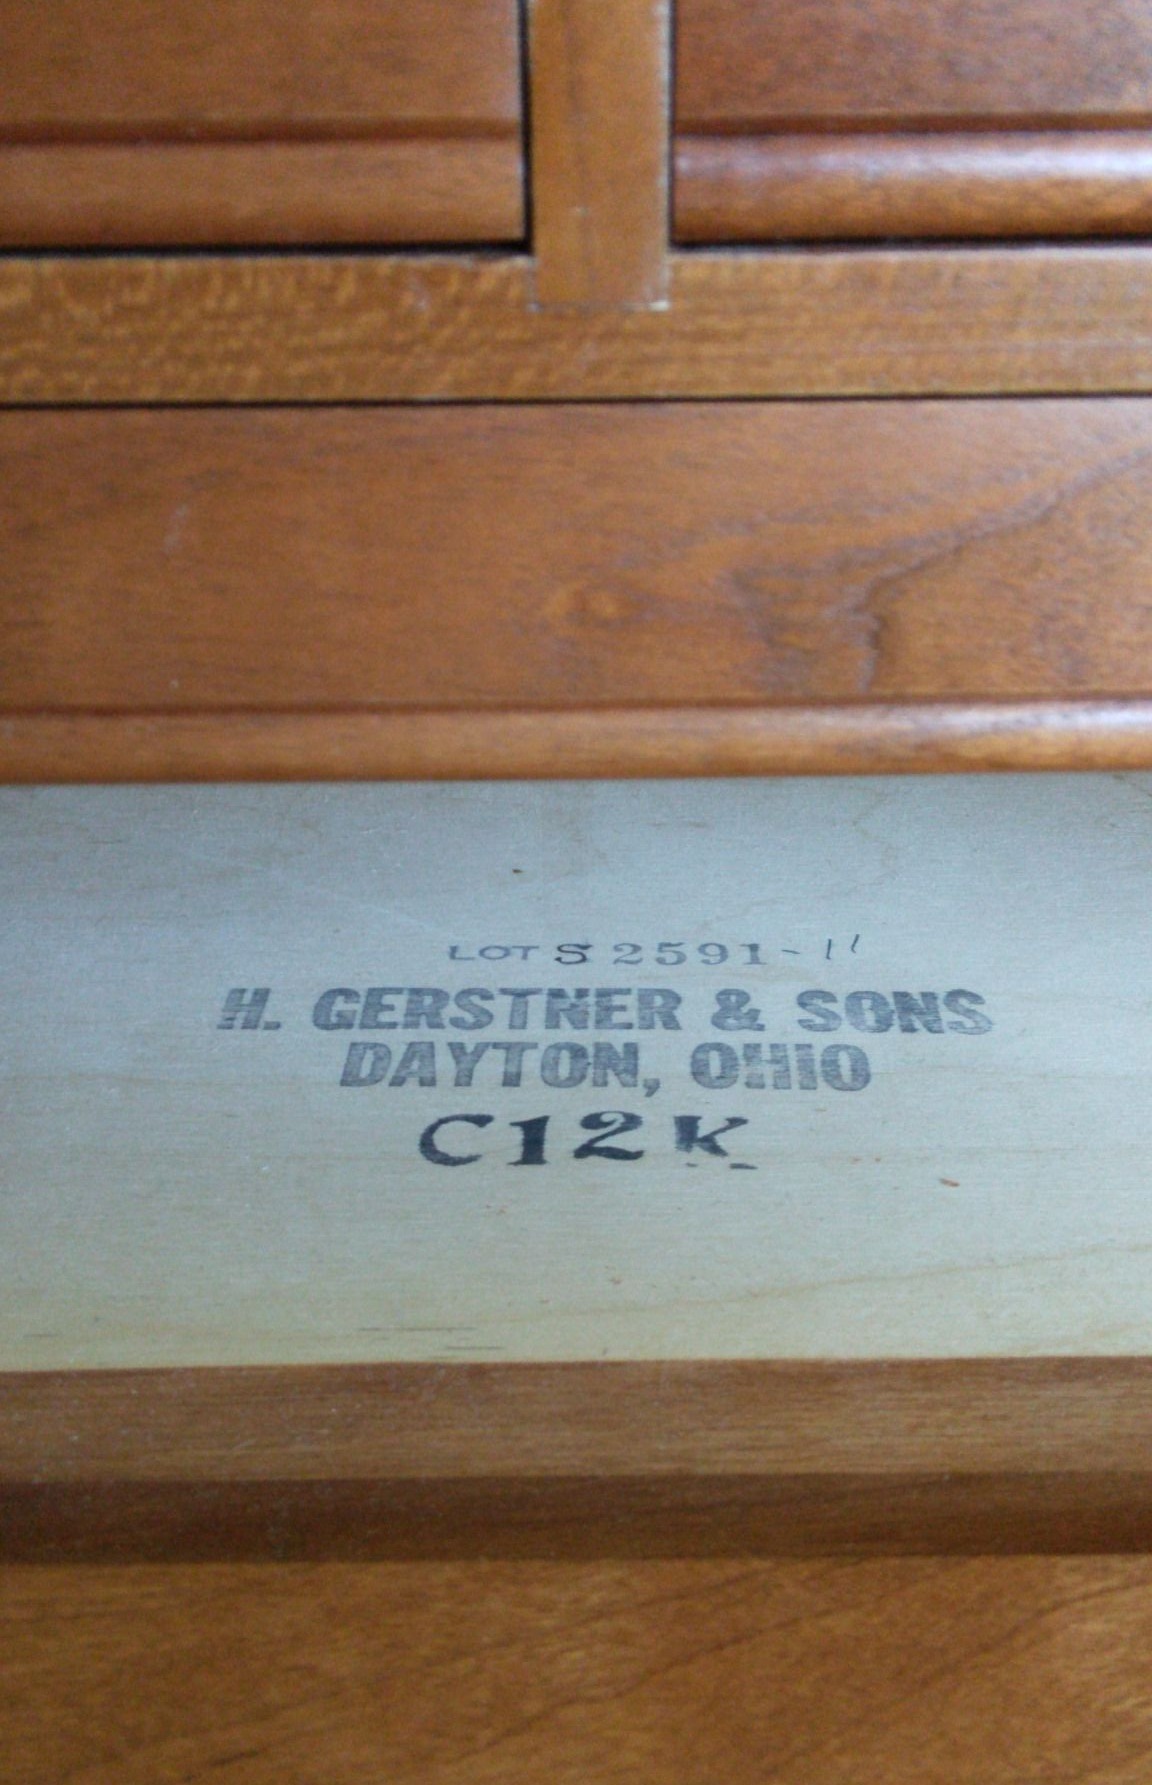 LOT S 2591-11
H. GERSTNER & SONS
DAYTON, OHIO
C12K